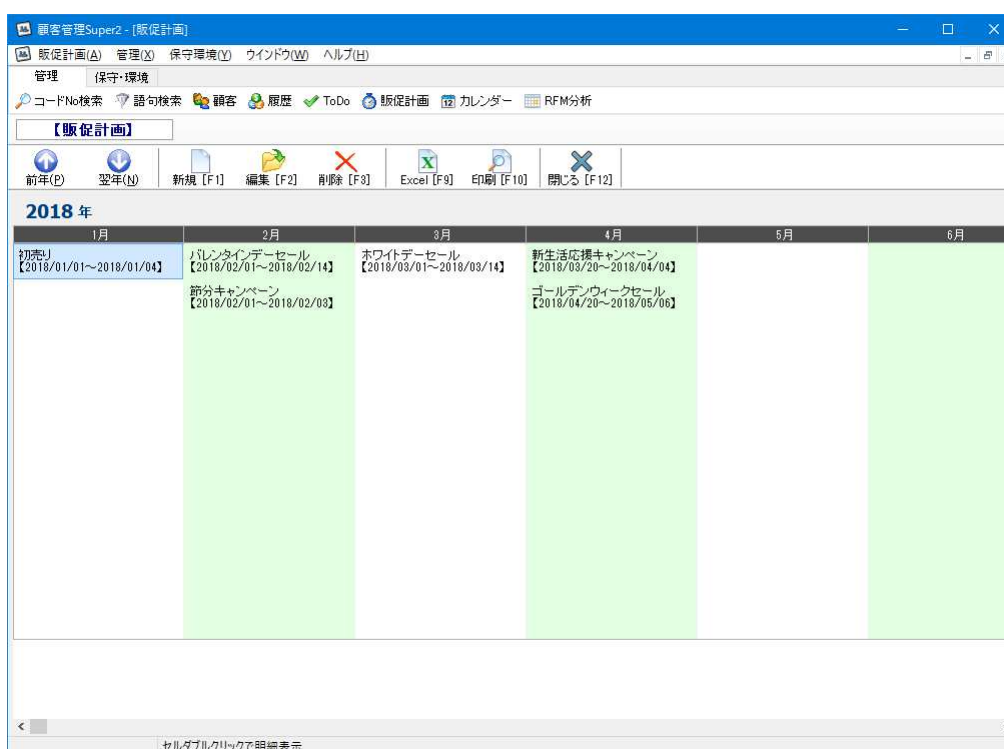 顧客管理Super2 - [販促計画]
販促計画(A) 管理(X) 保守環境(Y) ウインドウ(W) ヘルプ(H)
管理 保守・環境
コードNo検索 語句検索 顧客 履歴 ToDo 販促計画 12 カレンダー RFM分析
【販促計画】
前年(P) 翌年(N) 新規 [F1] 編集 [F2] 削除 [F3] Excel [F9] 印刷 [F10] 閉じる [F12]
2018 年
1月 2月 3月 4月 5月 6月
初売り バレンタインデーセール ホワイトデーセール 新生活応援キャンペーン
【2018/01/01～2018/01/04】 【2018/02/01～2018/02/14】 【2018/03/01～2018/03/14】 【2018/03/20～2018/04/04】
節分キャンペーン ゴールデンウィークセール
【2018/02/01～2018/02/03】 【2018/04/20～2018/05/06】
セルダブルクリックで明細表示